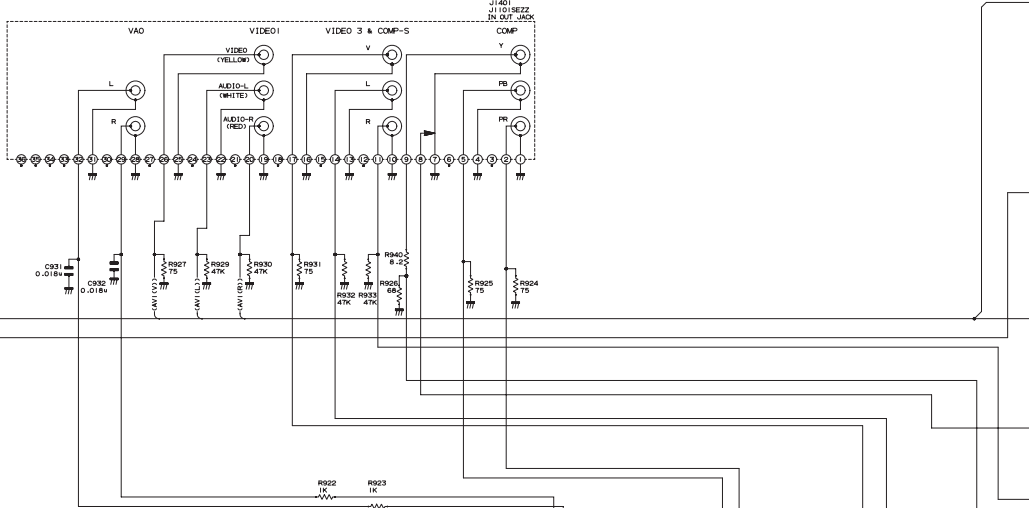 J1401
J1101SEZZ
IN OUT JACK
VAO
VIDEO1
VIDEO 3 & COMP-S
COMP
VIDEO
(YELLOW)
V
Y
L
AUDIO-L
(WHITE)
L
PB
R
AUDIO-R
(RED)
R
PR
36 35 34 33 32 31 30 29 28 27 26 25 24 23 22 21 20 19 18 17 16 15 14 13 12 11 10 9 8 7 6 5 4 3 2 1
C931
0.018u
C932
0.018u
R927
75
R929
47K
R930
47K
R931
75
R932
47K
R933
47K
R940
8.2
R926
68
R925
75
R924
75
(AV1(V))
(AV1(L))
(AV1(R))
R922
1K
R923
1K